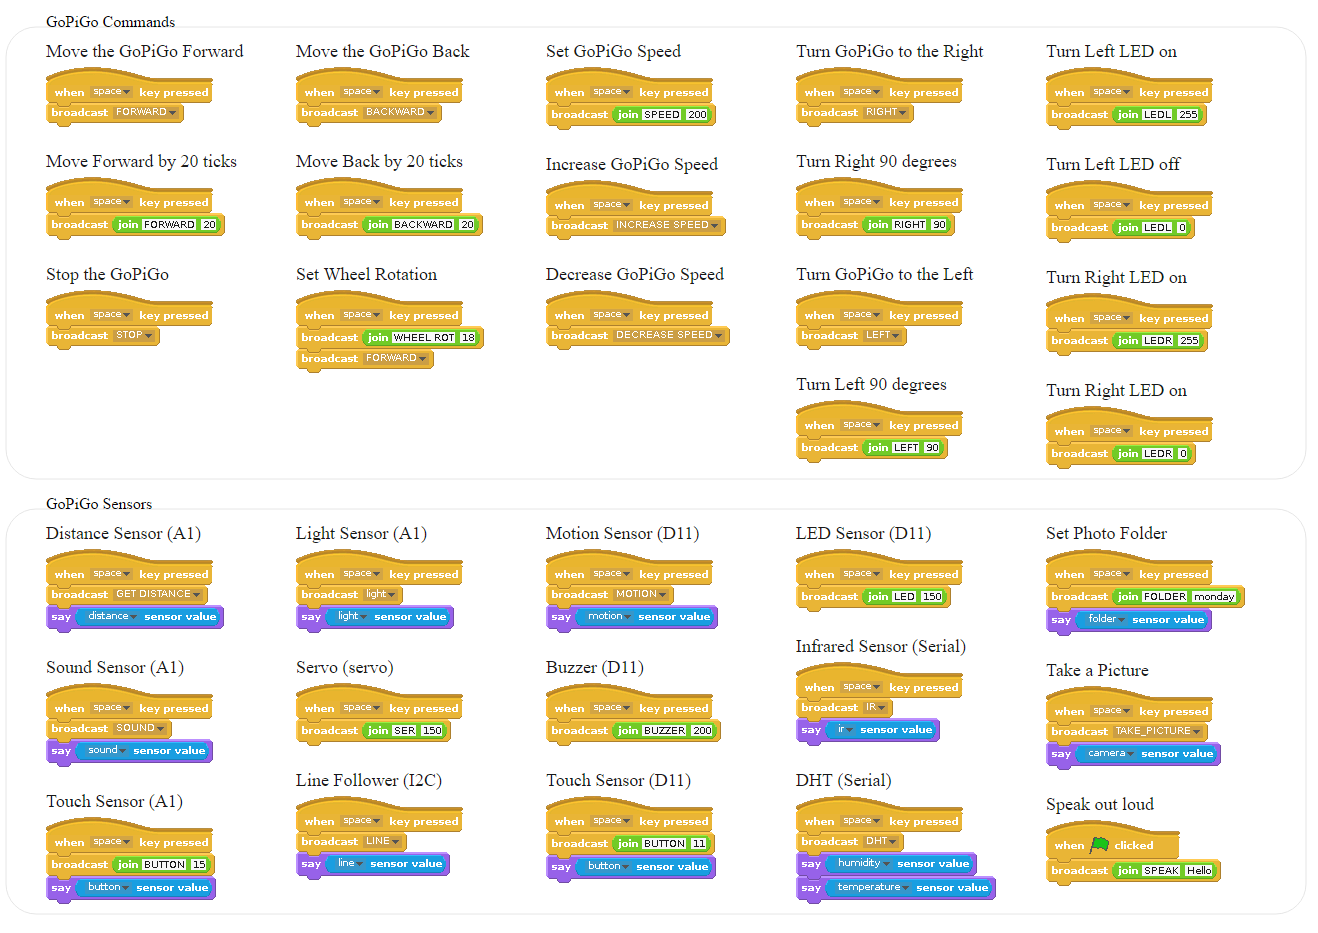 GoPiGo Commands
Move the GoPiGo Forward
when space key pressed
broadcast FORWARD
Move Forward by 20 ticks
when space key pressed
broadcast join FORWARD 20
Stop the GoPiGo
when space key pressed
broadcast STOP
Move the GoPiGo Back
when space key pressed
broadcast BACKWARD
Move Back by 20 ticks
when space key pressed
broadcast join BACKWARD 20
Set Wheel Rotation
when space key pressed
broadcast join WHEEL ROT 18
broadcast FORWARD
Set GoPiGo Speed
when space key pressed
broadcast join SPEED 200
Increase GoPiGo Speed
when space key pressed
broadcast INCREASE SPEED
Decrease GoPiGo Speed
when space key pressed
broadcast DECREASE SPEED
Turn GoPiGo to the Right
when space key pressed
broadcast RIGHT
Turn Right 90 degrees
when space key pressed
broadcast join RIGHT 90
Turn GoPiGo to the Left
when space key pressed
broadcast LEFT
Turn Left 90 degrees
when space key pressed
broadcast join LEFT 90
Turn Left LED on
when space key pressed
broadcast join LEDL 255
Turn Left LED off
when space key pressed
broadcast join LEDL 0
Turn Right LED on
when space key pressed
broadcast join LEDR 255
Turn Right LED on
when space key pressed
broadcast join LEDR 0
GoPiGo Sensors
Distance Sensor (A1)
when space key pressed
broadcast GET DISTANCE
say distance sensor value
Sound Sensor (A1)
when space key pressed
broadcast SOUND
say sound sensor value
Touch Sensor (A1)
when space key pressed
broadcast join BUTTON 15
say button sensor value
Light Sensor (A1)
when space key pressed
broadcast light
say light sensor value
Servo (servo)
when space key pressed
broadcast join SER 150
Line Follower (I2C)
when space key pressed
broadcast LINE
say line sensor value
Motion Sensor (D11)
when space key pressed
broadcast MOTION
say motion sensor value
Buzzer (D11)
when space key pressed
broadcast join BUZZER 200
Touch Sensor (D11)
when space key pressed
broadcast join BUTTON 11
say button sensor value
LED Sensor (D11)
when space key pressed
broadcast join LED 150
Infrared Sensor (Serial)
when space key pressed
broadcast IR
say ir sensor value
DHT (Serial)
when space key pressed
broadcast DHT
say humidity sensor value
say temperature sensor value
Set Photo Folder
when space key pressed
broadcast join FOLDER monday
say folder sensor value
Take a Picture
when space key pressed
broadcast TAKE_PICTURE
say camera sensor value
Speak out loud
when clicked
broadcast join SPEAK Hello